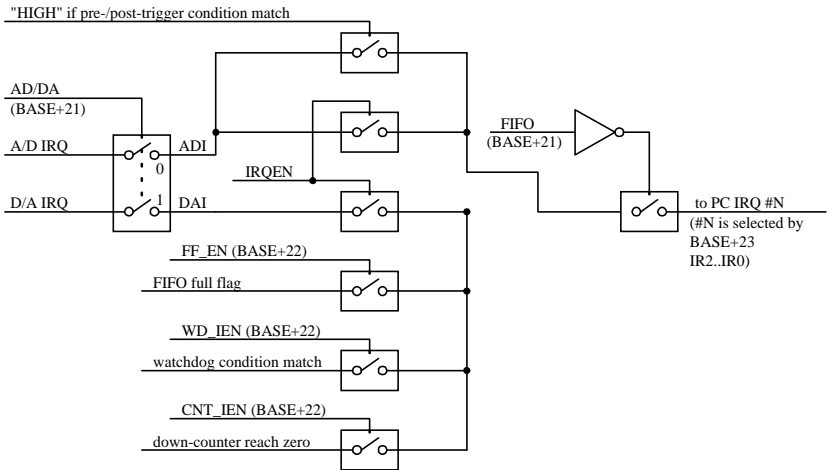 "HIGH" if pre-/post-trigger condition match
AD/DA
(BASE+21)
A/D IRQ
0
ADI
IRQEN
D/A IRQ
1
DAI
FF_EN (BASE+22)
FIFO full flag
WD_IEN (BASE+22)
watchdog condition match
CNT_IEN (BASE+22)
down-counter reach zero
FIFO
(BASE+21)
to PC IRQ #N
(#N is selected by
BASE+23
IR2..IR0)